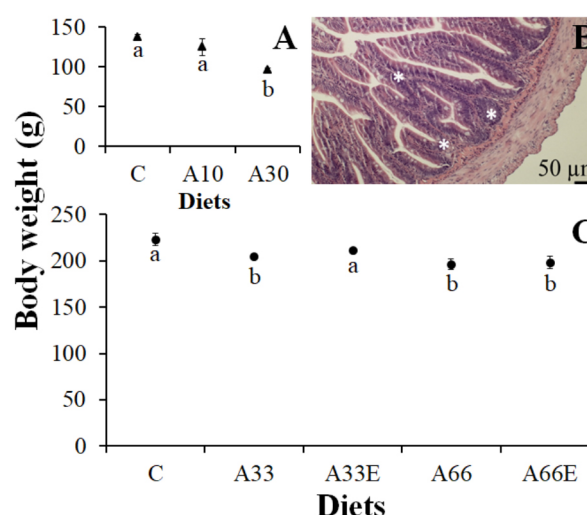 Body weight (g)
A
150
100
50
0
a
a
b
C A10 A30
Diets
B
* * *
50 µm
C
250
200
150
100
50
0
a
b
a
b
b
C A33 A33E A66 A66E
Diets